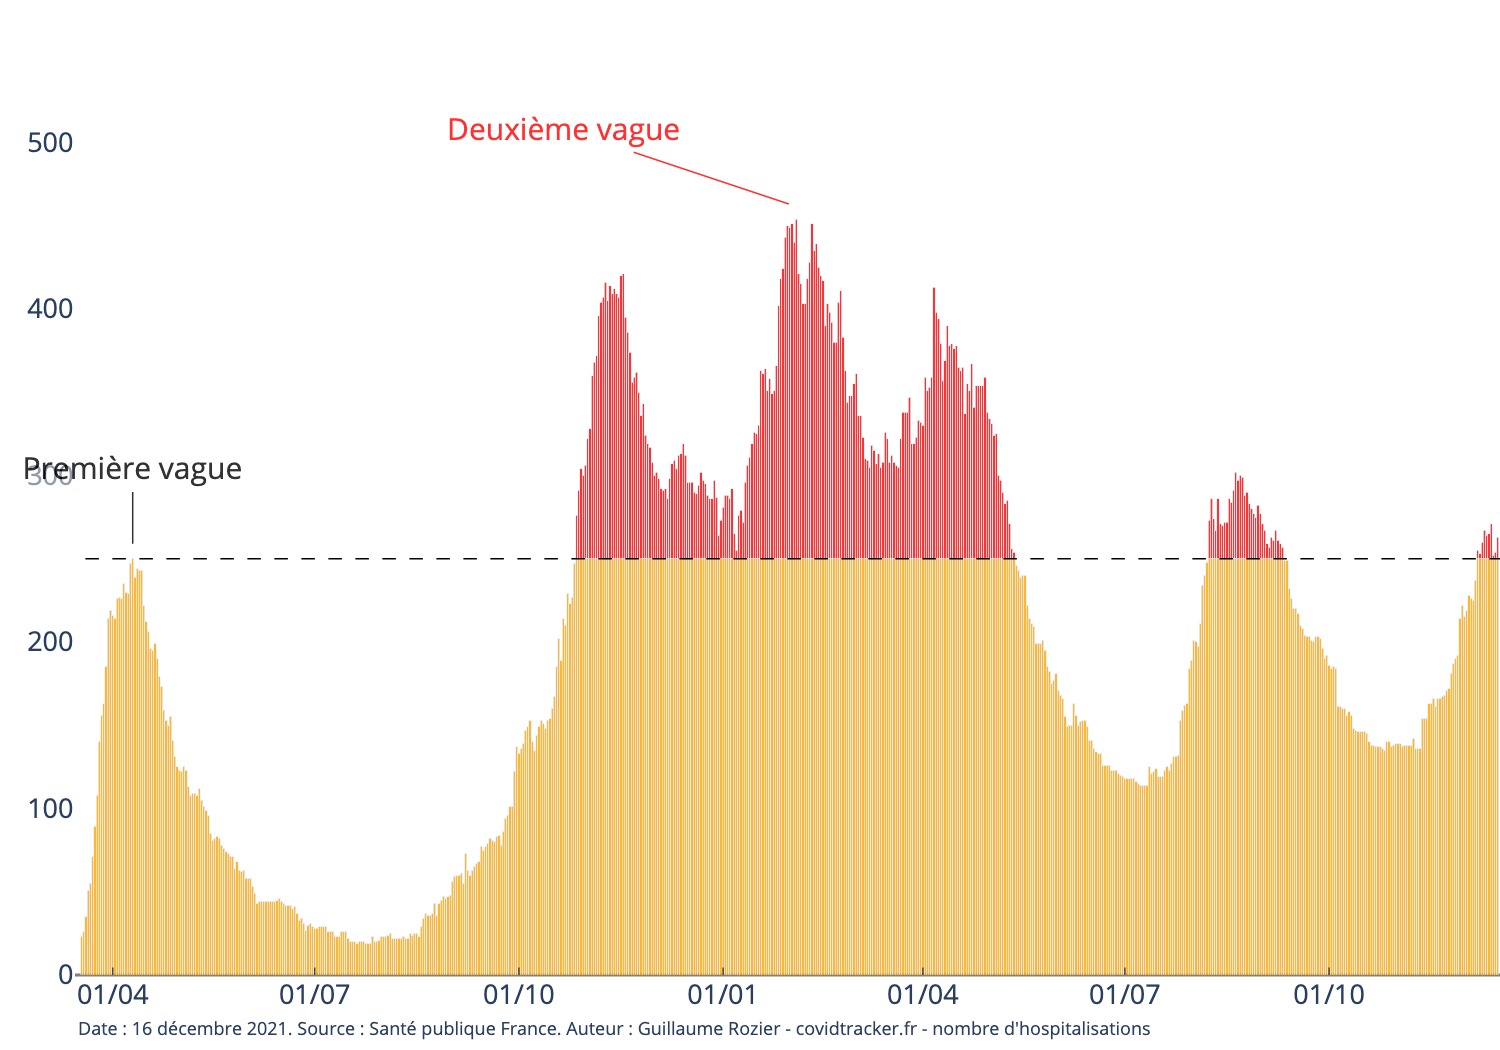 500
Deuxième vague
400
300
Première vague
200
100
0
01/04 01/07 01/10 01/01 01/04 01/07 01/10
Date : 16 décembre 2021. Source : Santé publique France. Auteur : Guillaume Rozier - covidtracker.fr - nombre d'hospitalisations